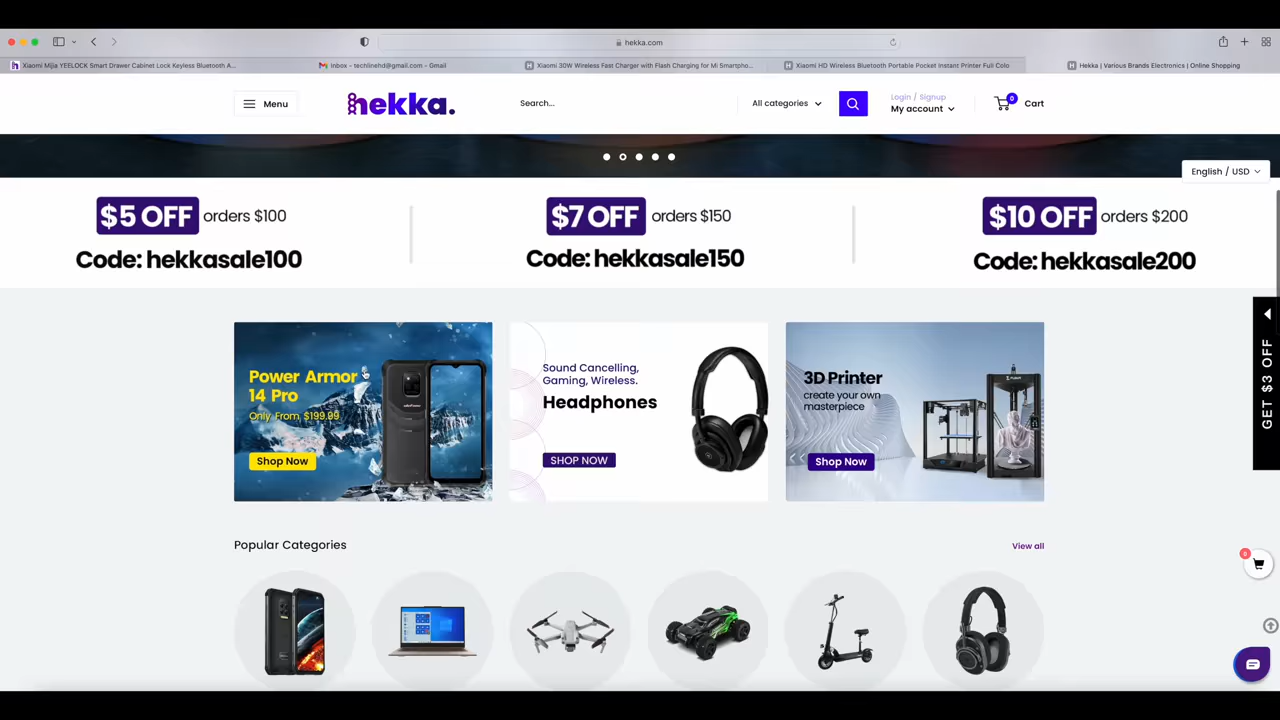 hekka.com
Xiaomi Mijia YEELOCK Smart Drawer Cabinet Lock Keyless Bluetooth A...
Inbox - techlinehd@gmail.com - Gmail
Xiaomi 30W Wireless Fast Charger with Flash Charging for Mi Smartpho...
Xiaomi HD Wireless Bluetooth Portable Pocket Instant Printer Full Colo
Hekka | Various Brands Electronics | Online Shopping
Menu
hekka.
Search...
All categories
Login / Signup
My account
0
Cart
English / USD
$5 OFF orders $100
Code: hekkasale100
$7 OFF orders $150
Code: hekkasale150
$10 OFF orders $200
Code: hekkasale200
GET $3 OFF
Power Armor
14 Pro
Only From $199.99
Shop Now
Sound Cancelling,
Gaming, Wireless.
Headphones
SHOP NOW
3D Printer
create your own
masterpiece
Shop Now
Popular Categories
View all
0